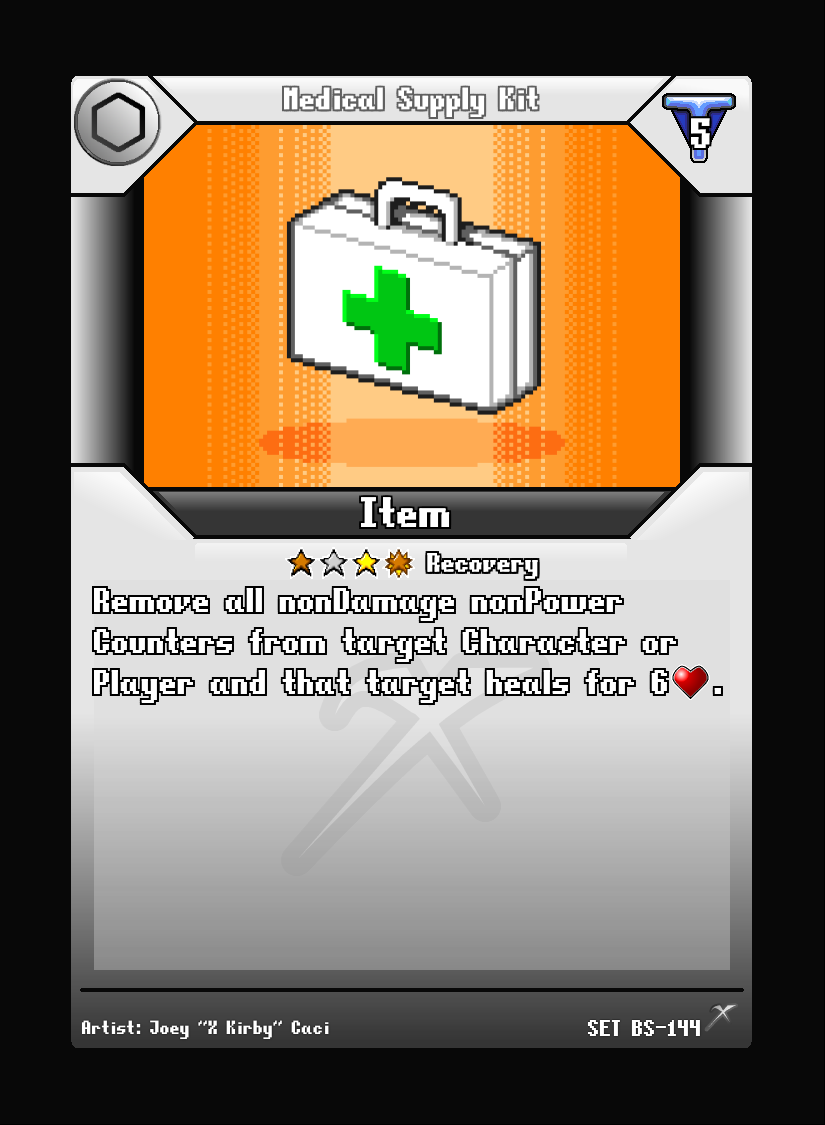 Medical Supply Kit
5
Item
Recovery
Remove all nonDamage nonPower
Counters from target Character or
Player and that target heals for 6❤.
Artist: Joey "X Kirby" Caci
SET BS-144